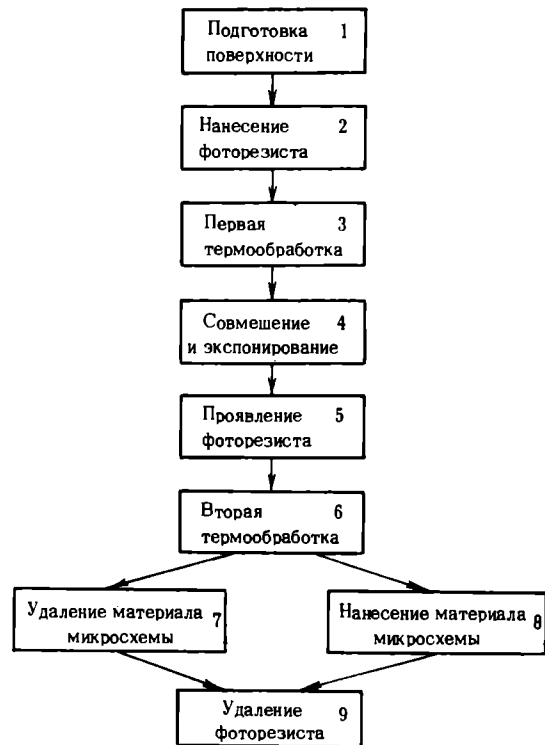 Подготовка 1
поверхности
Нанесение 2
фоторезиста
Первая 3
термообработка
Совмешение 4
и экспонирование
Проявление 5
фоторезиста
Вторая 6
термообработка
Удаление материала 7
микросхемы
Нанесение материала 8
микросхемы
Удаление 9
фоторезиста